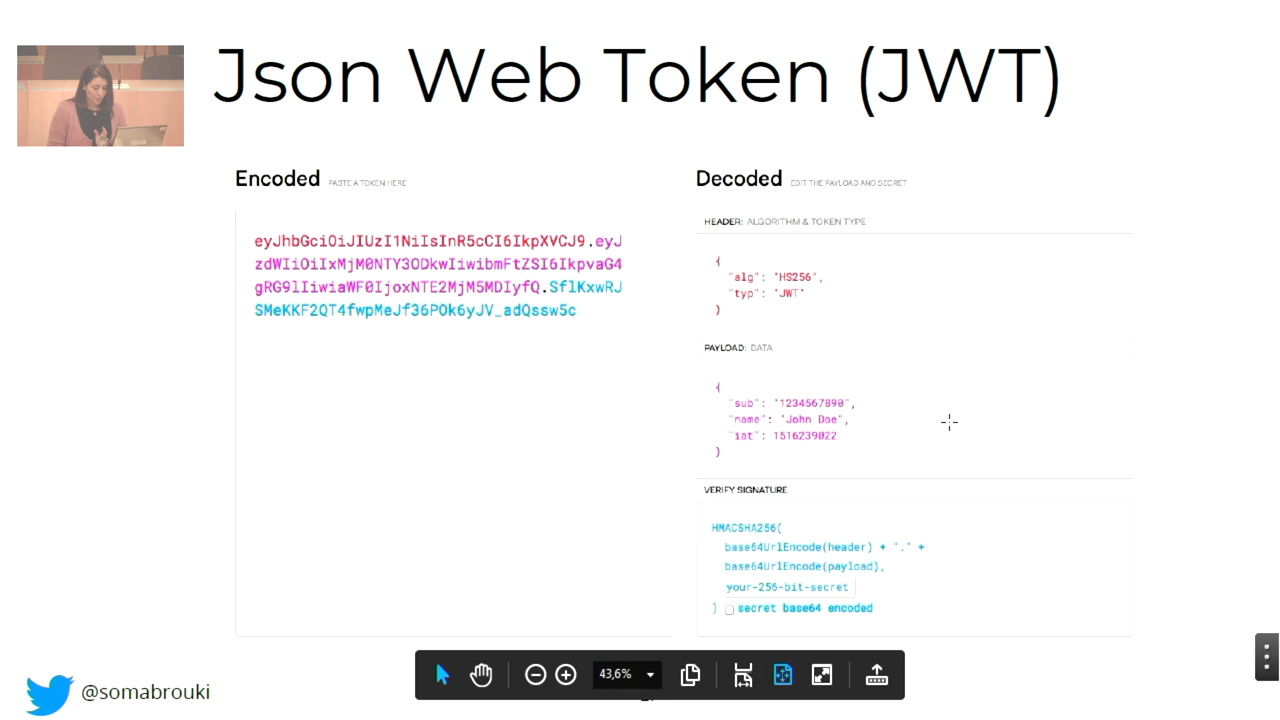 Json Web Token (JWT)
Encoded PASTE A TOKEN HERE
eyJhbGciOiJIUzI1NiIsInR5cCI6IkpXVCJ9.eyJ
zdWIiOiIxMjM0NTY3ODkwIiwibmFtZSI6IkpvaG4
gRG9lIiwiaWF0IjoxNTE2MjM5MDIyfQ.SflKxwRJ
SMeKKF2QT4fwpMeJf36POk6yJV_adQssw5c
Decoded EDIT THE PAYLOAD AND SECRET
HEADER: ALGORITHM & TOKEN TYPE
{
"alg": "HS256",
"typ": "JWT"
}
PAYLOAD: DATA
{
"sub": "1234567890",
"name": "John Doe",
"iat": 1516239022
}
VERIFY SIGNATURE
HMACSHA256(
base64UrlEncode(header) + "." +
base64UrlEncode(payload),
your-256-bit-secret
) secret base64 encoded
@somabrouki
43,6%